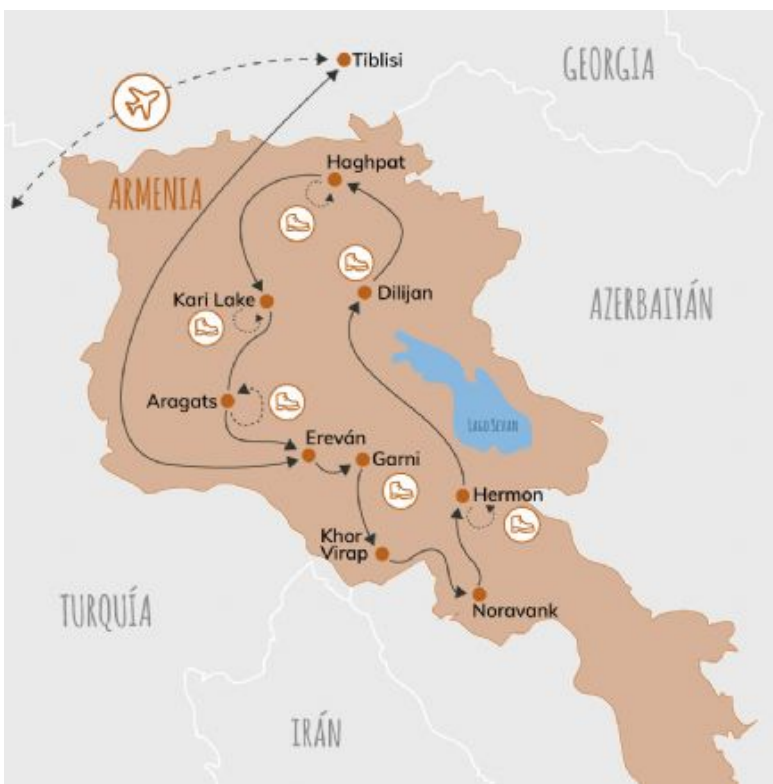 Tiblisi
GEORGIA
Haghpat
ARMENIA
Kari Lake
Dilijan
AZERBAIYÁN
Aragats
Ereván
Garni
LAGO SEVAN
Hermon
Khor
Virap
Noravank
TURQUÍA
IRÁN